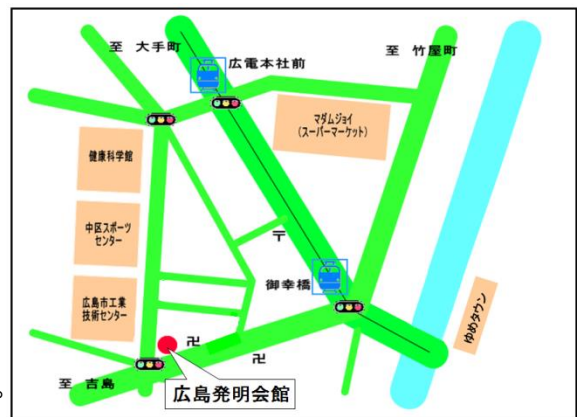 至 大手町
広電本社前
至 竹屋町
マダムジョイ
(スーパーマーケット)
健康科学館
中区スポーツ
センター
〒
御幸橋
広島市工業
技術センター
ゆめタウン
卍
卍
至 吉島
広島発明会館
。